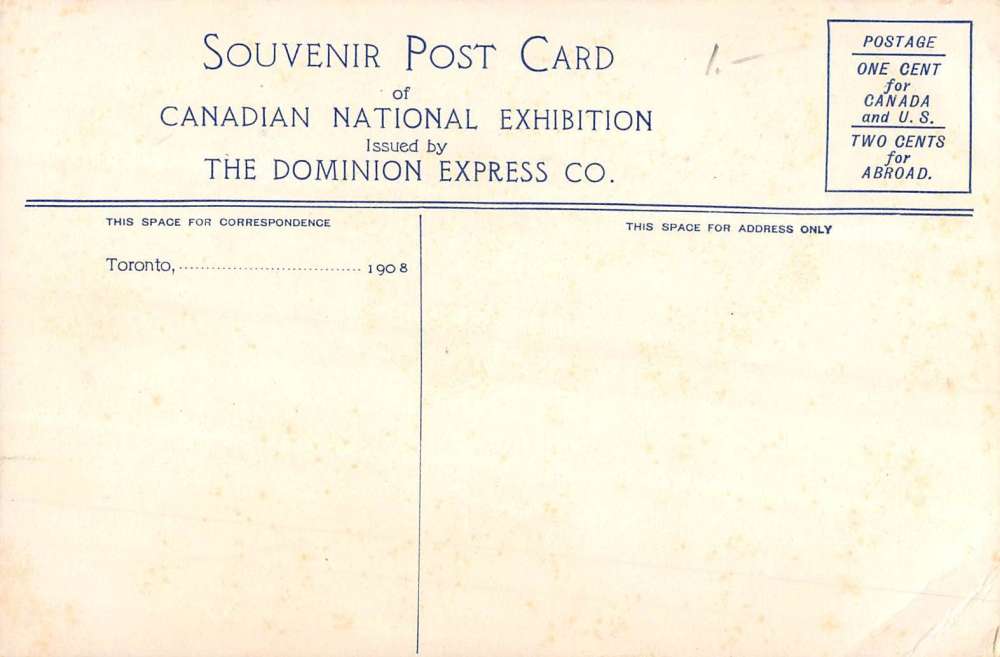 SOUVENIR POST CARD
of
CANADIAN NATIONAL EXHIBITION
Issued by
THE DOMINION EXPRESS CO.
1.–
POSTAGE
ONE CENT
for
CANADA
and U. S.
TWO CENTS
for
ABROAD.
THIS SPACE FOR CORRESPONDENCE
THIS SPACE FOR ADDRESS ONLY
Toronto, .................................. 1908